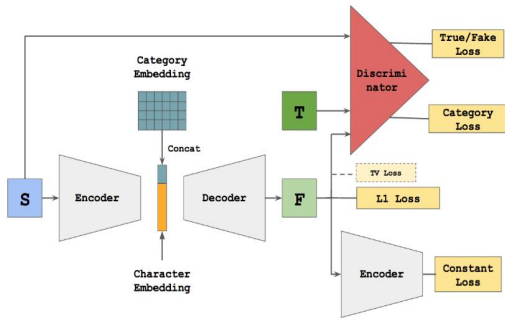 True/Fake
Loss
Category
Embedding
Discrimi
nator
T
Category
Loss
Concat
TV Loss
S
Encoder
Decoder
F
L1 Loss
Character
Embedding
Encoder
Constant
Loss